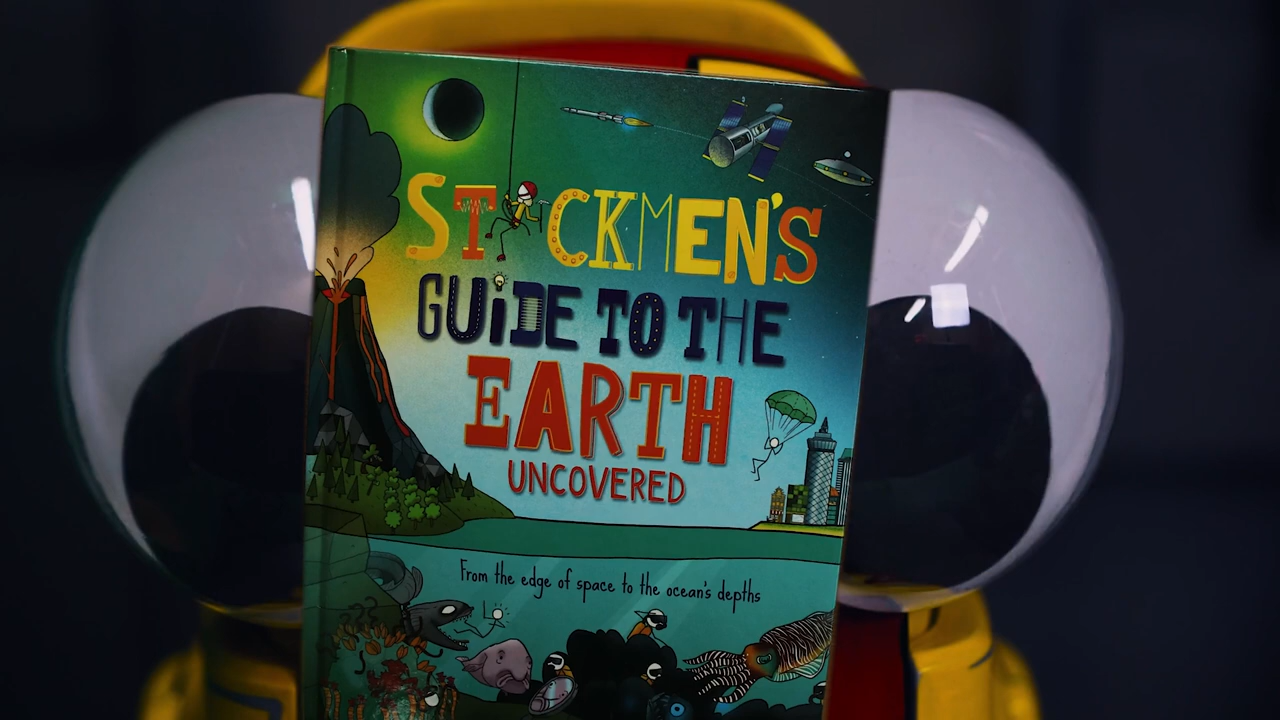 STICKMEN'S
GUIDE TO THE
EARTH
UNCOVERED
From the edge of space to the ocean's depths